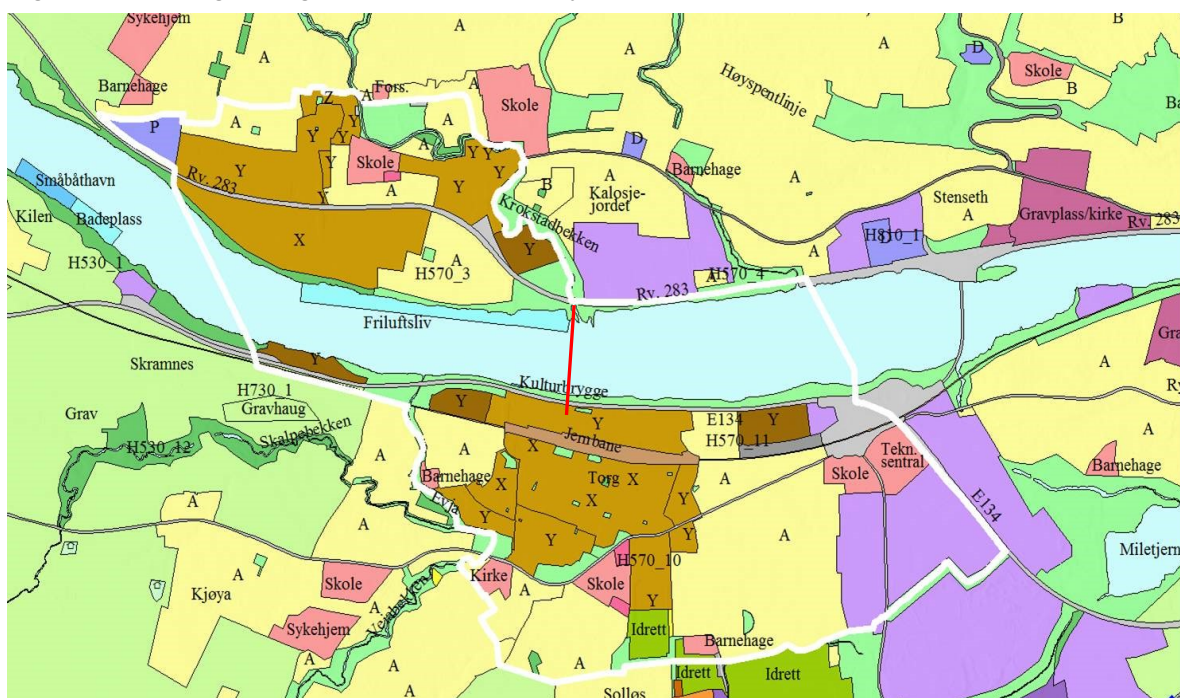 Sykehjem
A
A
B
D
Skole
B
Høyspentlinje
Barnehage
Fors.
A
A
Z
Skole
P
A
Y
Y
Y
A
D
Y
Y
Skole
Y
Y
Barnehage
A
Rv. 283
Y
A
Y
B
A
Kalosje-
jordet
Stenseth
A
Gravplass/kirke
Rv. 283
Småbåthavn
Badeplass
Kilen
Krokstadbekken
X
H810_1
D
A
H530_1
A
H570_3
Y
A
H570_4
Rv. 283
Friluftsliv
Skramnes
Y
Kulturbrygge
A
Gra
H730_1
Gravhaug
Grav
Skalpebekken
H530_12
Y
Y
E134
Y
H570_11
Jernbane
A
A
Barnehage
X
Torg
X
Y
A
Skole
Tekn.
sentral
Barnehage
Evja
Y
Y
Y
E134
Miletjern
A
A
A
Kjøya
Skole
Sykehjem
A
A
Vejabekken
Kirke
A
Skole
H570_10
Y
A
Idrett
Barnehage
A
Idrett
Idrett
Solløs